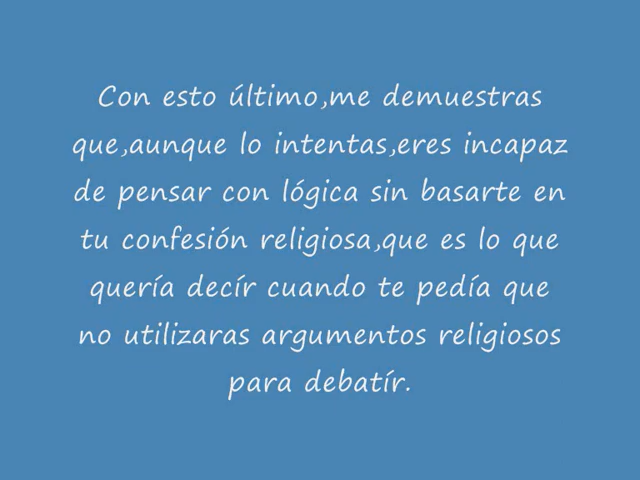 Con esto último,me demuestras
que,aunque lo intentas,eres incapaz
de pensar con lógica sin basarte en
tu confesión religiosa,que es lo que
quería decír cuando te pedía que
no utilizaras argumentos religiosos
para debatír.